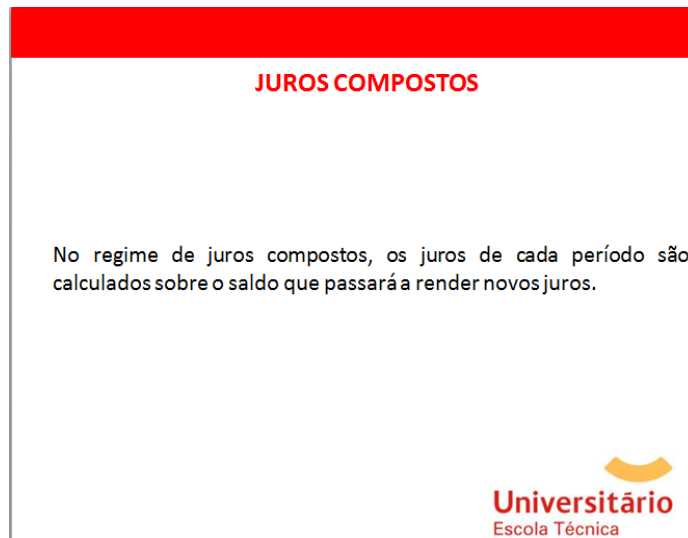 JUROS COMPOSTOS
No regime de juros compostos, os juros de cada período são
calculados sobre o saldo que passará a render novos juros.
Universitário
Escola Técnica